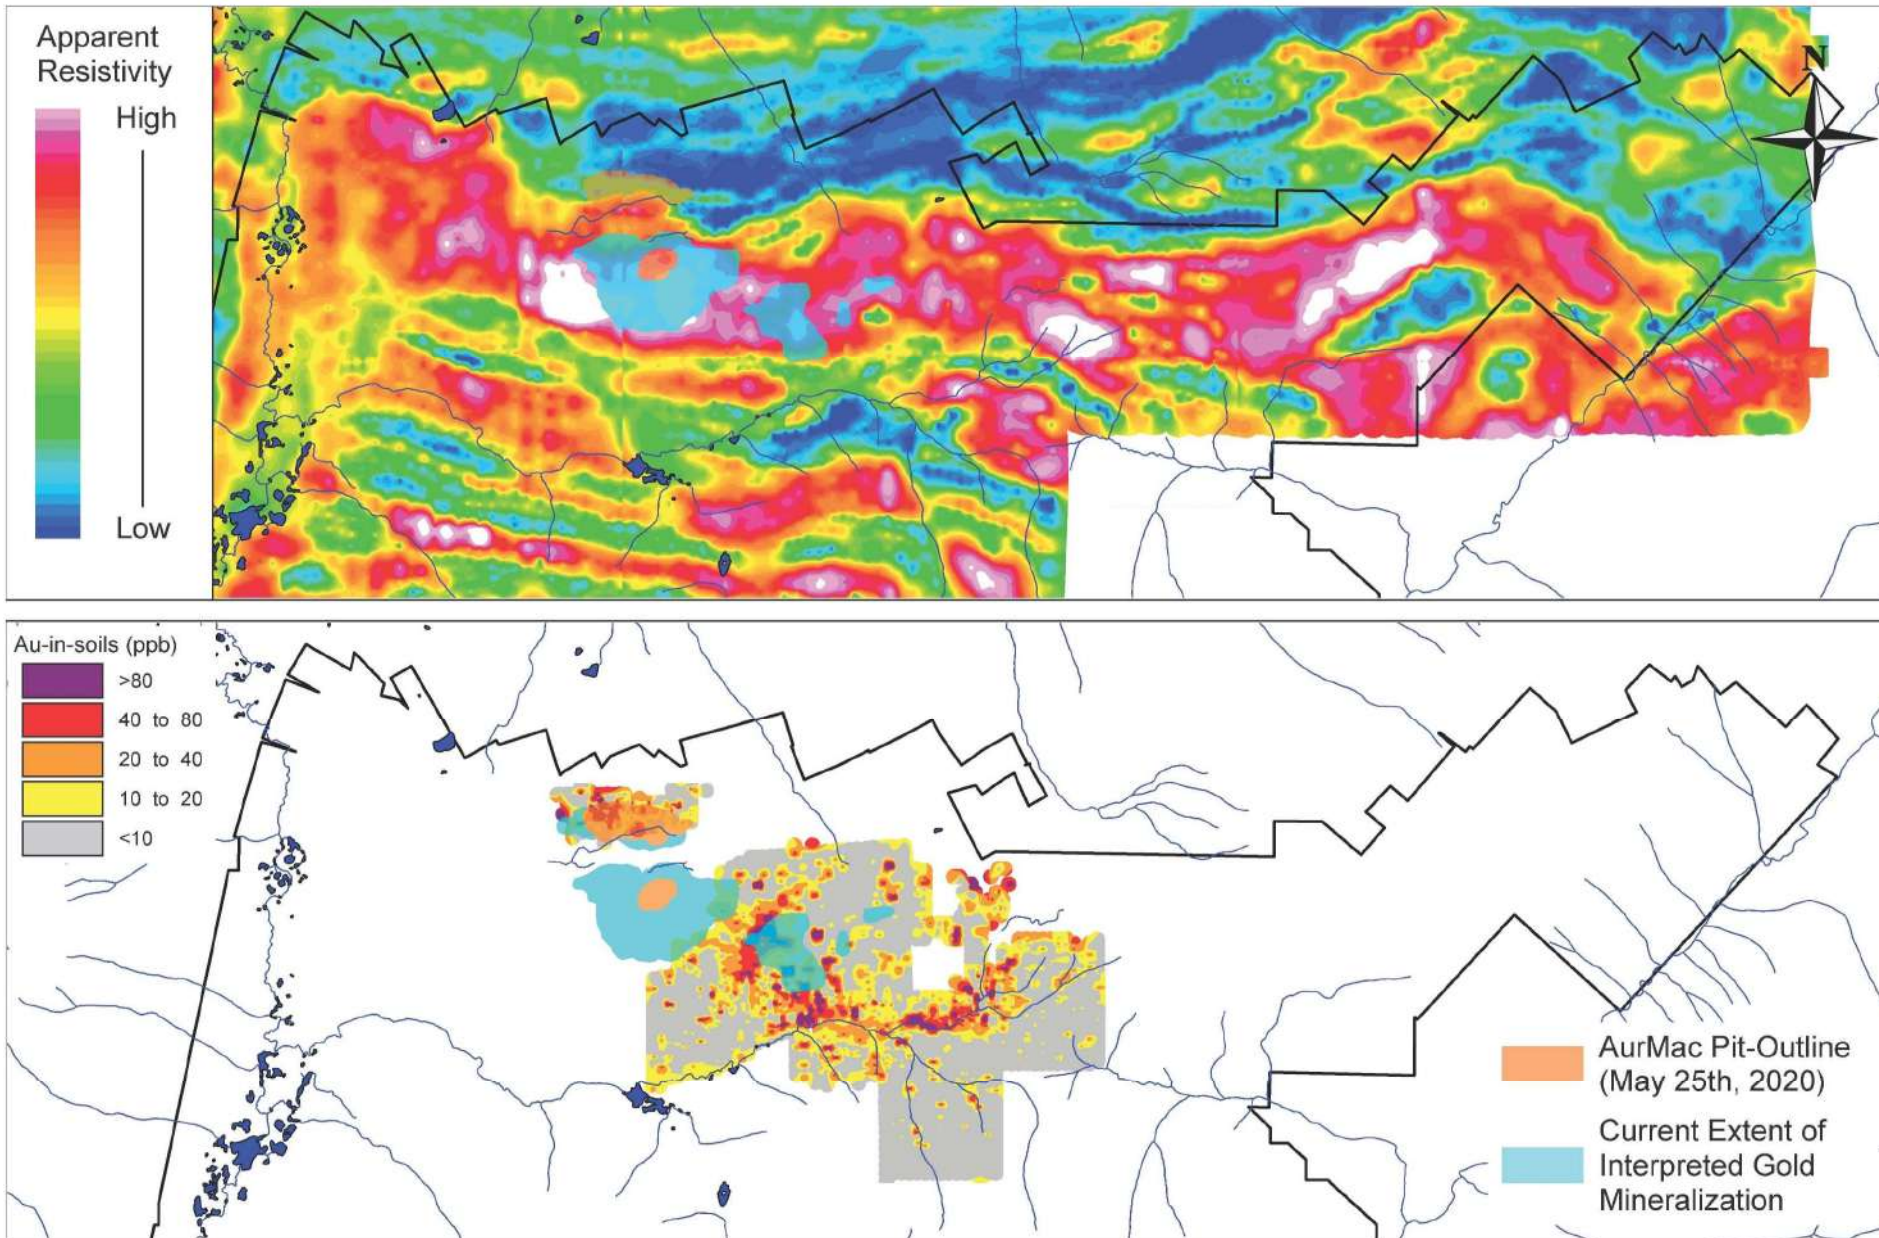 Apparent
Resistivity
High
Low
N
Au-in-soils (ppb)
>80
40 to 80
20 to 40
10 to 20
<10
AurMac Pit-Outline
(May 25th, 2020)
Current Extent of
Interpreted Gold
Mineralization